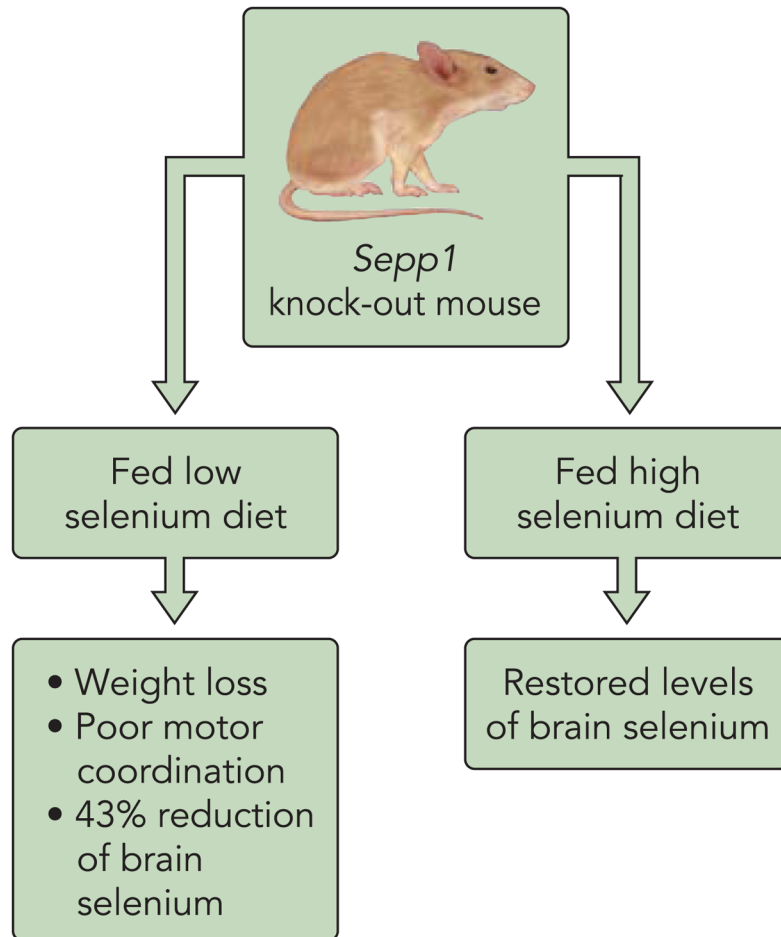 Sepp1
knock-out mouse
Fed low
selenium diet
Fed high
selenium diet
• Weight loss
• Poor motor
coordination
• 43% reduction
of brain
selenium
Restored levels
of brain selenium